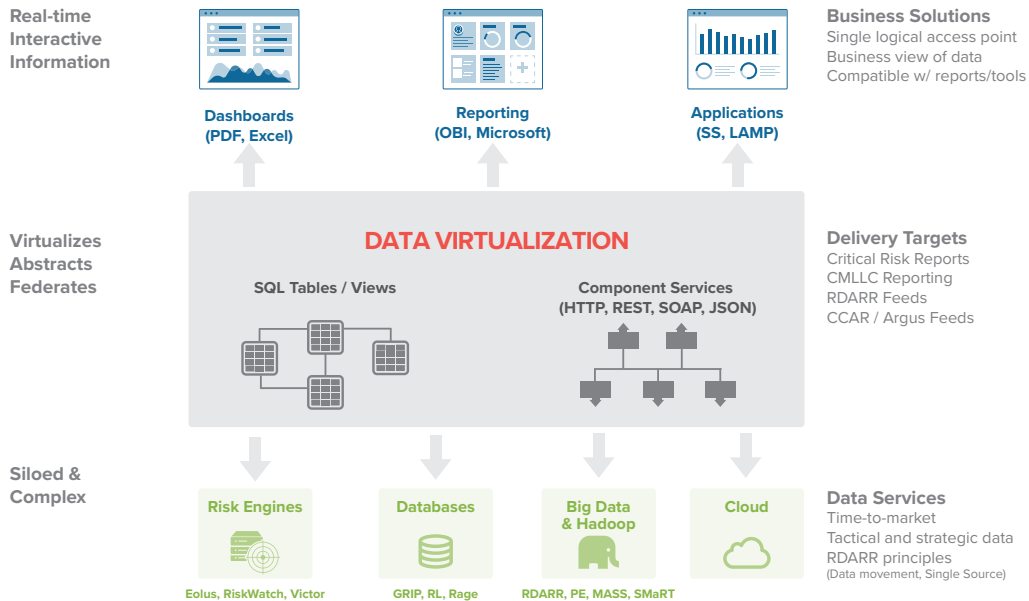 Real-time
Interactive
Information
Dashboards
(PDF, Excel)
Reporting
(OBI, Microsoft)
Applications
(SS, LAMP)
Business Solutions
Single logical access point
Business view of data
Compatible w/ reports/tools
Virtualizes
Abstracts
Federates
DATA VIRTUALIZATION
SQL Tables / Views
Component Services
(HTTP, REST, SOAP, JSON)
Delivery Targets
Critical Risk Reports
CMLLC Reporting
RDARR Feeds
CCAR / Argus Feeds
Siloed &
Complex
Risk Engines
Eolus, RiskWatch, Victor
Databases
GRIP, RL, Rage
Big Data
& Hadoop
RDARR, PE, MASS, SMaRT
Cloud
Data Services
Time-to-market
Tactical and strategic data
RDARR principles
(Data movement, Single Source)